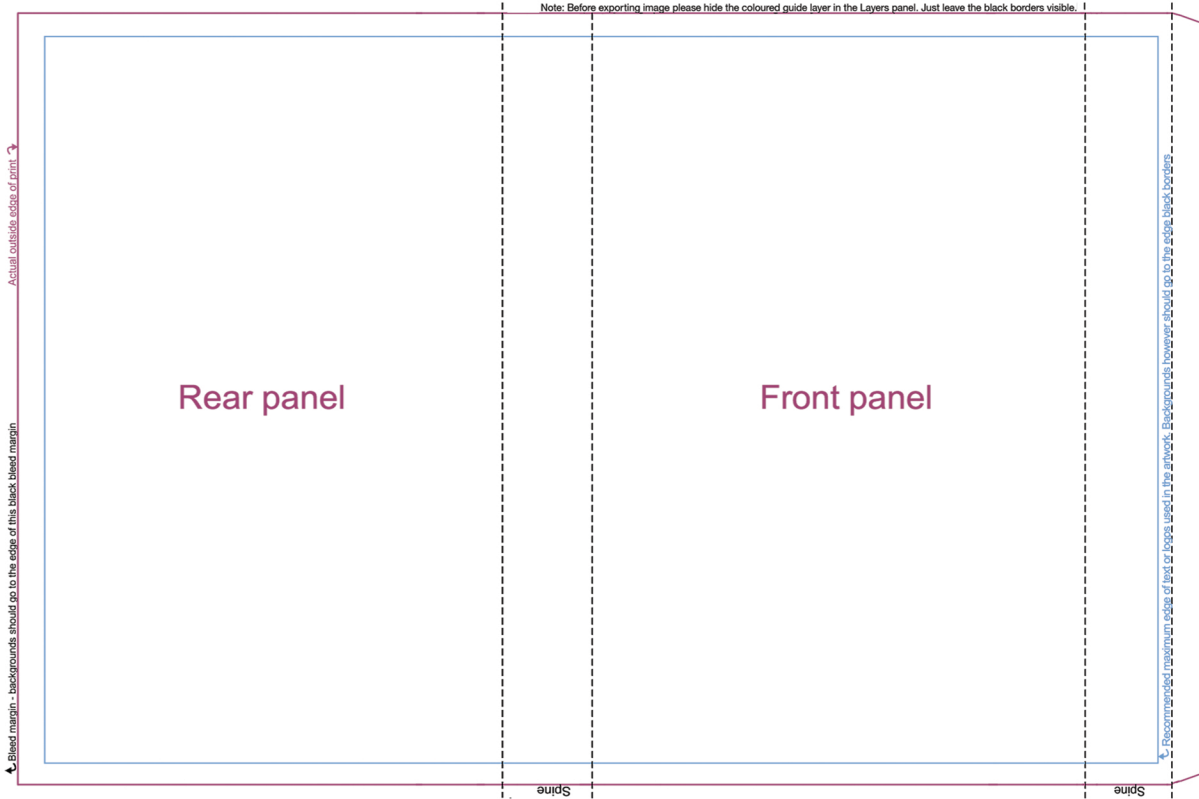 Note: Before exporting image please hide the coloured guide layer in the Layers panel. Just leave the black borders visible.
Actual outside edge of print
Bleed margin - backgrounds should go to the edge of this black bleed margin
Rear panel
Front panel
Recommended maximum edge of text or logos used in the artwork. Backgrounds however should go to the edge black borders
Spine
Spine